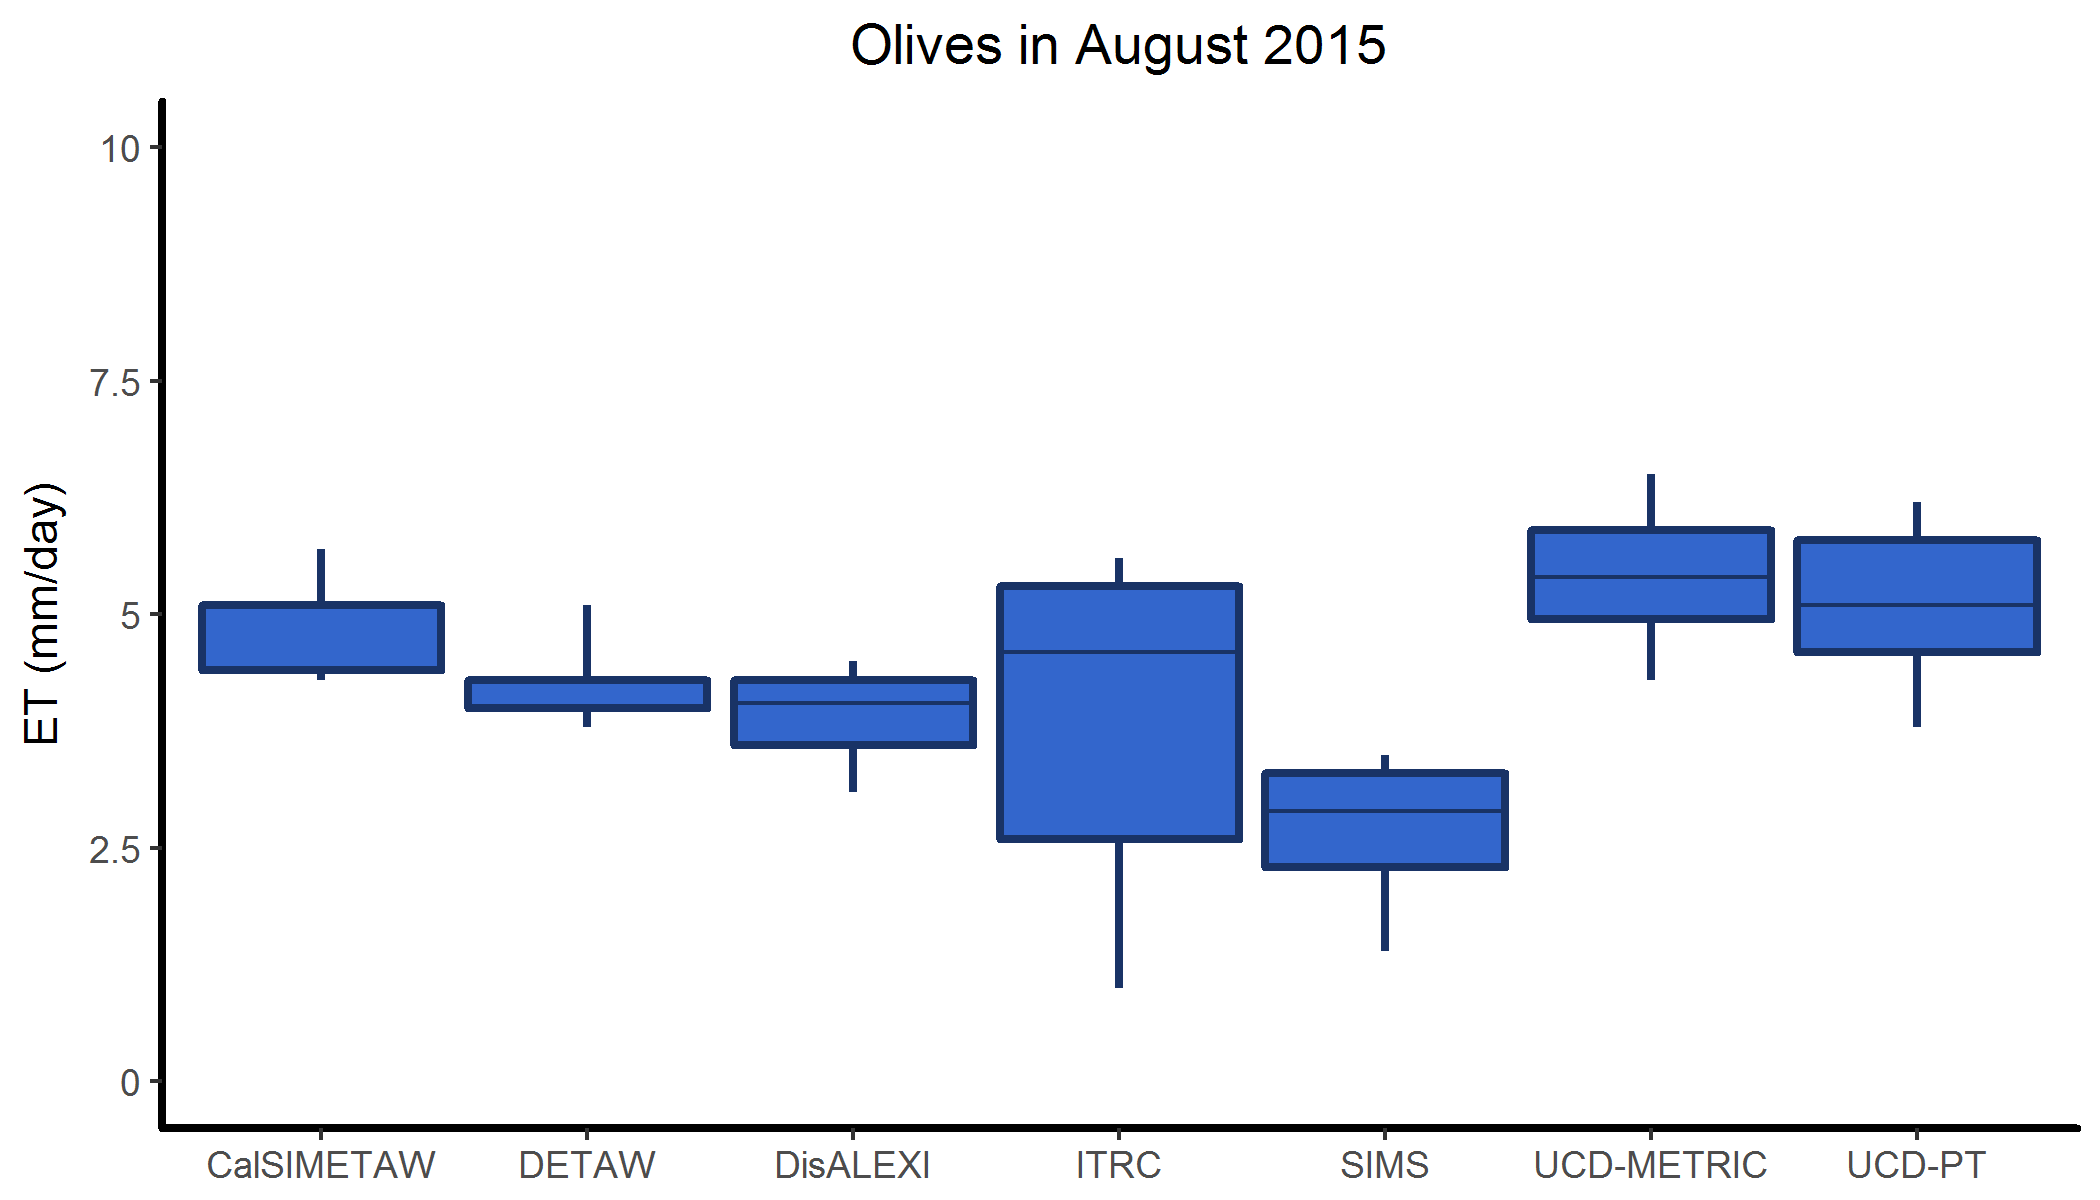 Olives in August 2015
ET (mm/day)
10
7.5
5
2.5
0
CalSIMETAW DETAW DisALEXI ITRC SIMS UCD-METRIC UCD-PT